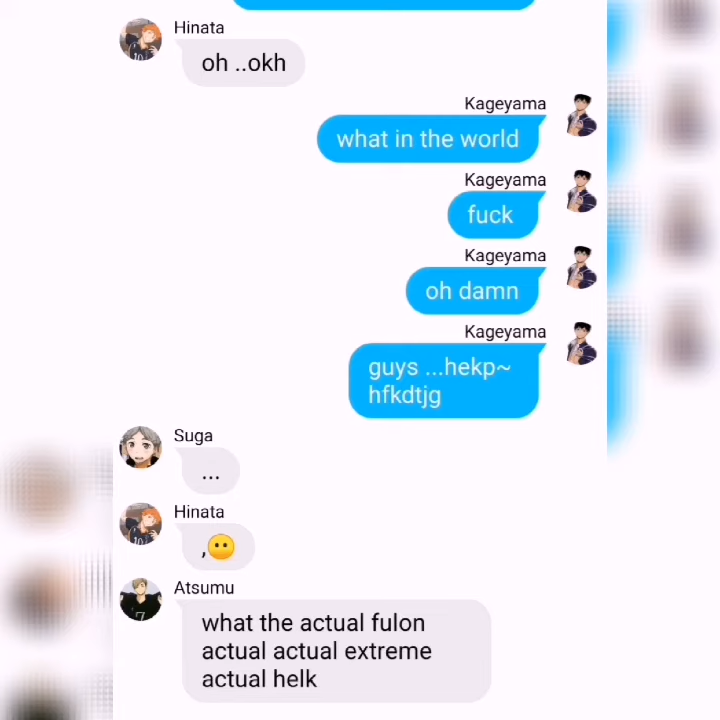 Hinata
oh ..okh
Kageyama
what in the world
Kageyama
fuck
Kageyama
oh damn
Kageyama
guys ...hekp~
hfkdtjg
Suga
...
Hinata
,😶
Atsumu
what the actual fulon
actual actual extreme
actual helk